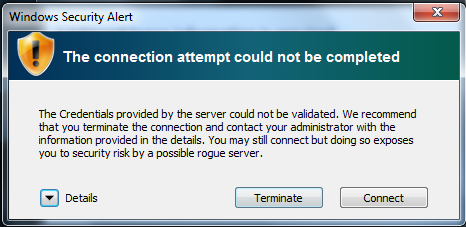 Windows Security Alert
The connection attempt could not be completed
The Credentials provided by the server could not be validated. We recommend
that you terminate the connection and contact your administrator with the
information provided in the details. You may still connect but doing so exposes
you to security risk by a possible rogue server.
Details
Terminate
Connect